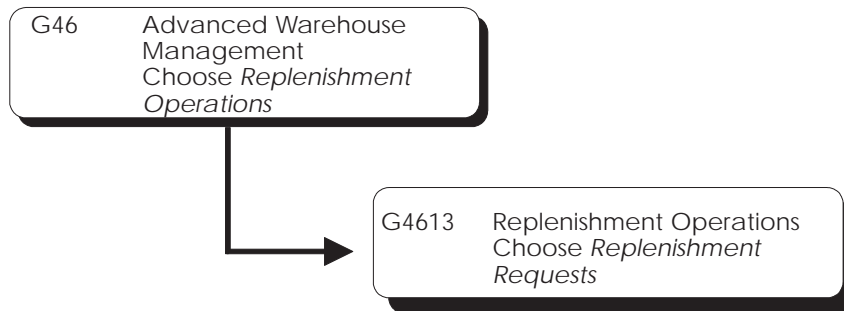 G46 Advanced Warehouse
Management
Choose Replenishment
Operations
G4613 Replenishment Operations
Choose Replenishment
Requests